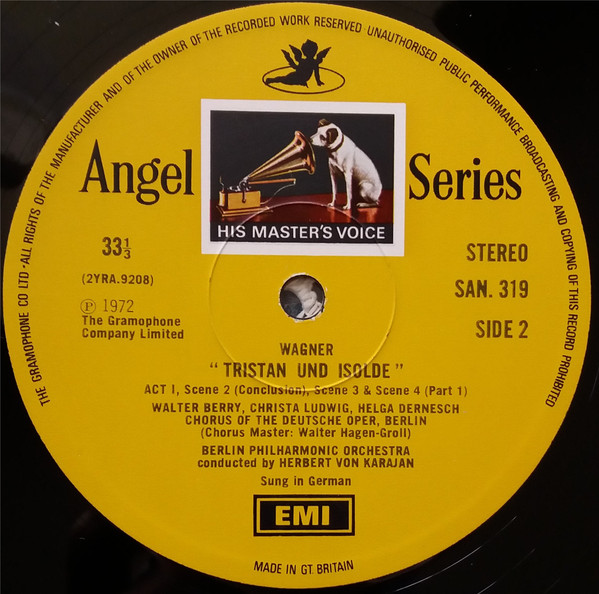 THE GRAMOPHONE CO LTD·ALL RIGHTS OF THE MANUFACTURER AND OF THE OWNER OF THE RECORDED WORK RESERVED·UNAUTHORISED PUBLIC PERFORMANCE BROADCASTING AND COPYING OF THIS RECORD PROHIBITED
Angel Series
HIS MASTER'S VOICE
33 1/3
(2YRA.9208)
Ⓟ 1972
The Gramophone
Company Limited
STEREO
SAN. 319
SIDE 2
WAGNER
"TRISTAN UND ISOLDE"
ACT I, Scene 2 (Conclusion), Scene 3 & Scene 4 (Part 1)
WALTER BERRY, CHRISTA LUDWIG, HELGA DERNESCH
CHORUS OF THE DEUTSCHE OPER, BERLIN
(Chorus Master: Walter Hagen-Groll)
BERLIN PHILHARMONIC ORCHESTRA
conducted by HERBERT VON KARAJAN
Sung in German
EMI
MADE IN GT. BRITAIN